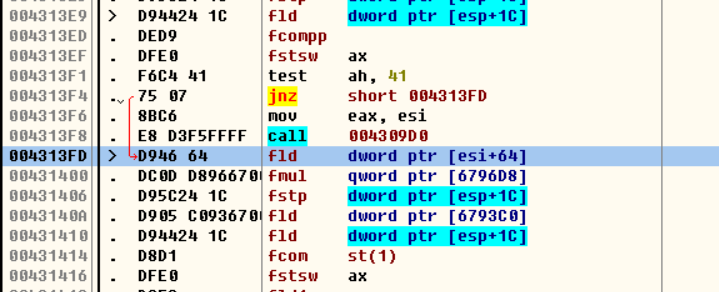 004313E9 > D94424 1C fld dword ptr [esp+1C]
004313ED . DED9 fcompp
004313EF . DFE0 fstsw ax
004313F1 . F6C4 41 test ah, 41
004313F4 . 75 07 jnz short 004313FD
004313F6 . 8BC6 mov eax, esi
004313F8 . E8 D3F5FFFF call 004309D0
004313FD > D946 64 fld dword ptr [esi+64]
00431400 . DC0D D8966700 fmul qword ptr [6796D8]
00431406 . D95C24 1C fstp dword ptr [esp+1C]
0043140A . D905 C0936700 fld dword ptr [6793C0]
00431410 . D94424 1C fld dword ptr [esp+1C]
00431414 . D8D1 fcom st(1)
00431416 . DFE0 fstsw ax